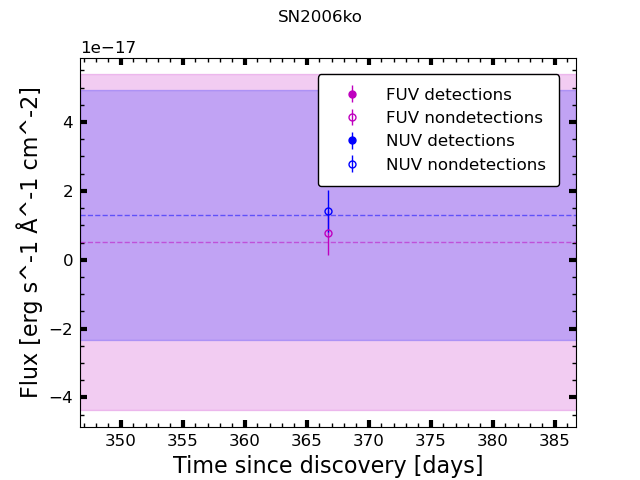 SN2006ko
1e−17
FUV detections
FUV nondetections
NUV detections
NUV nondetections
4
2
0
−2
−4
Flux [erg s^-1 Å^-1 cm^-2]
350
355
360
365
370
375
380
385
Time since discovery [days]